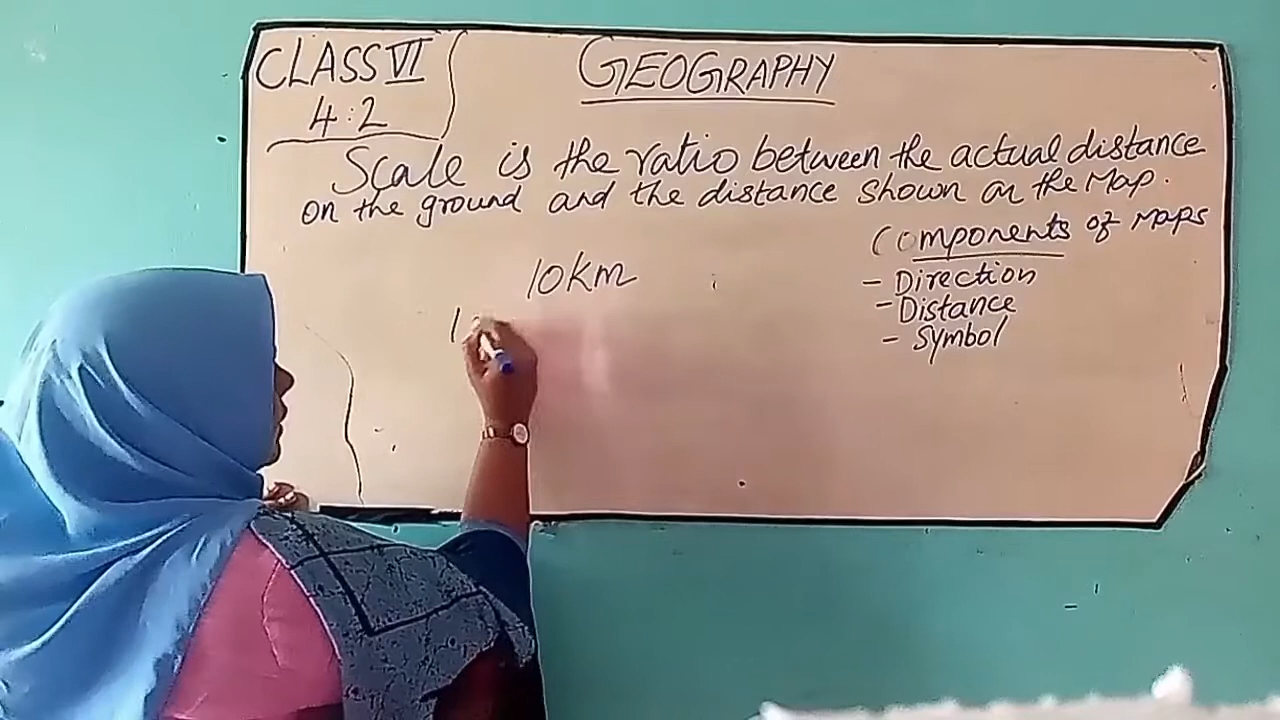 CLASS VI
4:2
GEOGRAPHY
Scale is the ratio between the actual distance
on the ground and the distance shown on the Map.
Components of Maps
- Direction
- Distance
- Symbol
10km
1